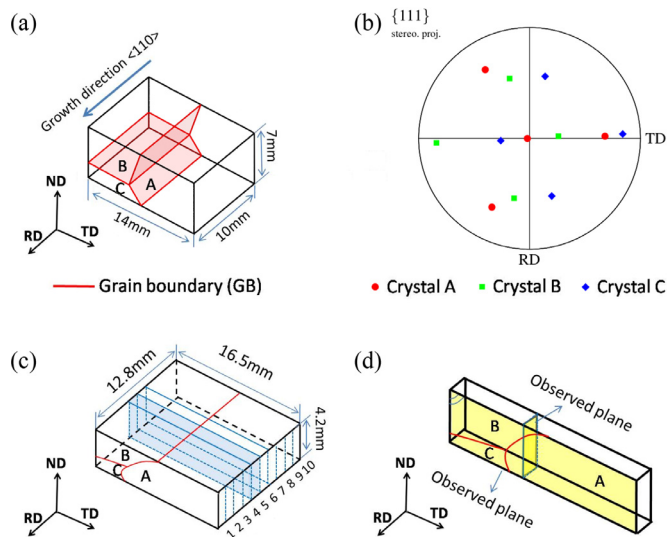 (a)
Growth direction <110>
B
C
A
7mm
14mm
10mm
ND
RD
TD
Grain boundary (GB)
(b)
{111}
stereo. proj.
TD
RD
Crystal A
Crystal B
Crystal C
(c)
12.8mm
16.5mm
4.2mm
B
C
A
1 2 3 4 5 6 7 8 9 10
ND
RD
TD
(d)
Observed plane
B
C
A
Observed plane
ND
RD
TD